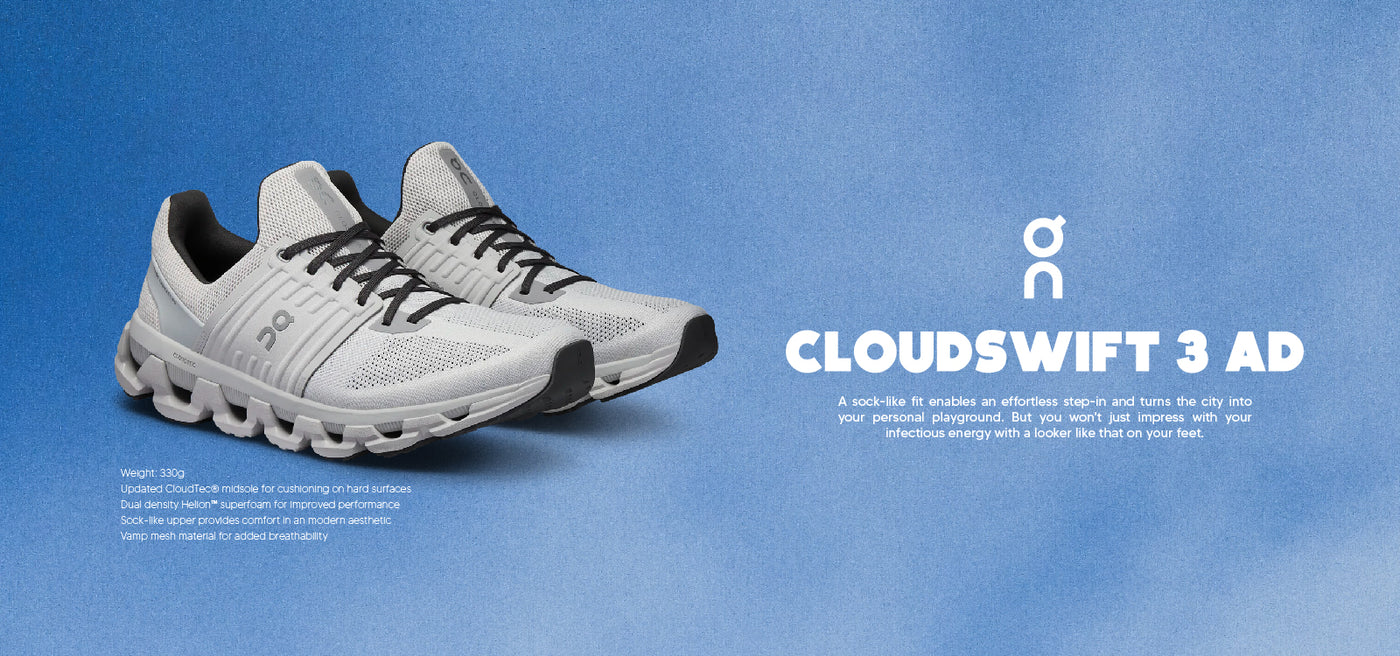 On
CLOUDSWIFT 3 AD
A sock-like fit enables an effortless step-in and turns the city into
your personal playground. But you won't just impress with your
infectious energy with a looker like that on your feet.
Weight: 330g
Updated CloudTec® midsole for cushioning on hard surfaces
Dual density Helion™ superfoam for improved performance
Sock-like upper provides comfort in an modern aesthetic
Vamp mesh material for added breathability